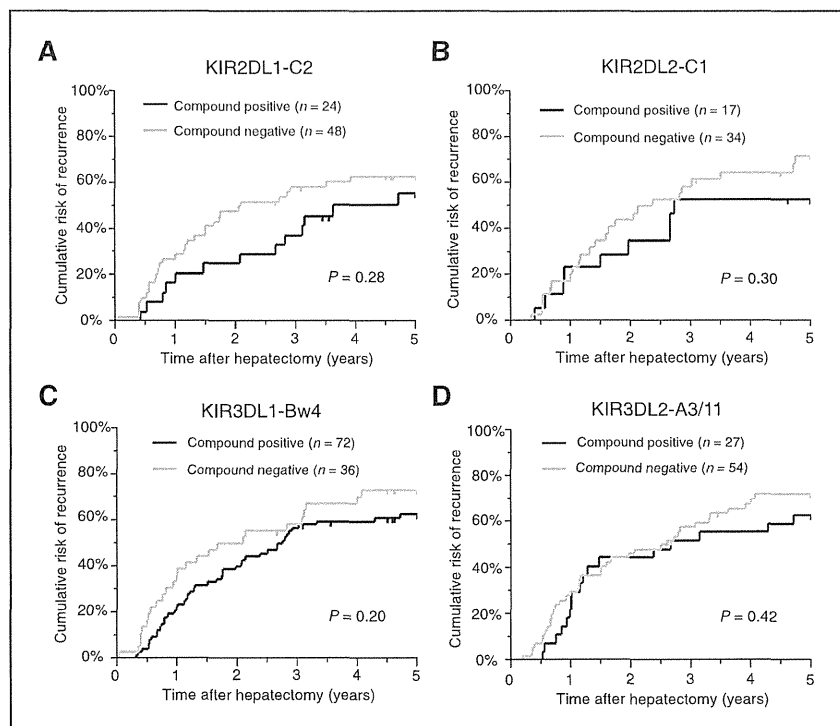 A
KIR2DL1-C2
100%
80%
60%
40%
20%
0%
Cumulative risk of recurrence
Compound positive (n = 24)
Compound negative (n = 48)
P = 0.28
0 1 2 3 4 5
Time after hepatectomy (years)
B
KIR2DL2-C1
100%
80%
60%
40%
20%
0%
Cumulative risk of recurrence
Compound positive (n = 17)
Compound negative (n = 34)
P = 0.30
0 1 2 3 4 5
Time after hepatectomy (years)
C
KIR3DL1-Bw4
100%
80%
60%
40%
20%
0%
Cumulative risk of recurrence
Compound positive (n = 72)
Compound negative (n = 36)
P = 0.20
0 1 2 3 4 5
Time after hepatectomy (years)
D
KIR3DL2-A3/11
100%
80%
60%
40%
20%
0%
Cumulative risk of recurrence
Compound positive (n = 27)
Compound negative (n = 54)
P = 0.42
0 1 2 3 4 5
Time after hepatectomy (years)